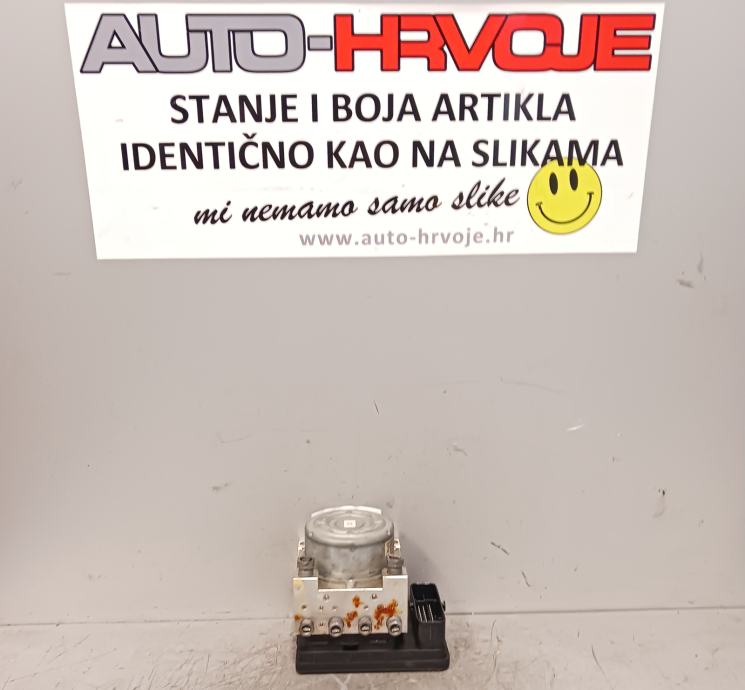 AUTO-HRVOJE
STANJE I BOJA ARTIKLA
IDENTIČNO KAO NA SLIKAMA
mi nemamo samo slike
www.auto-hrvoje.hr